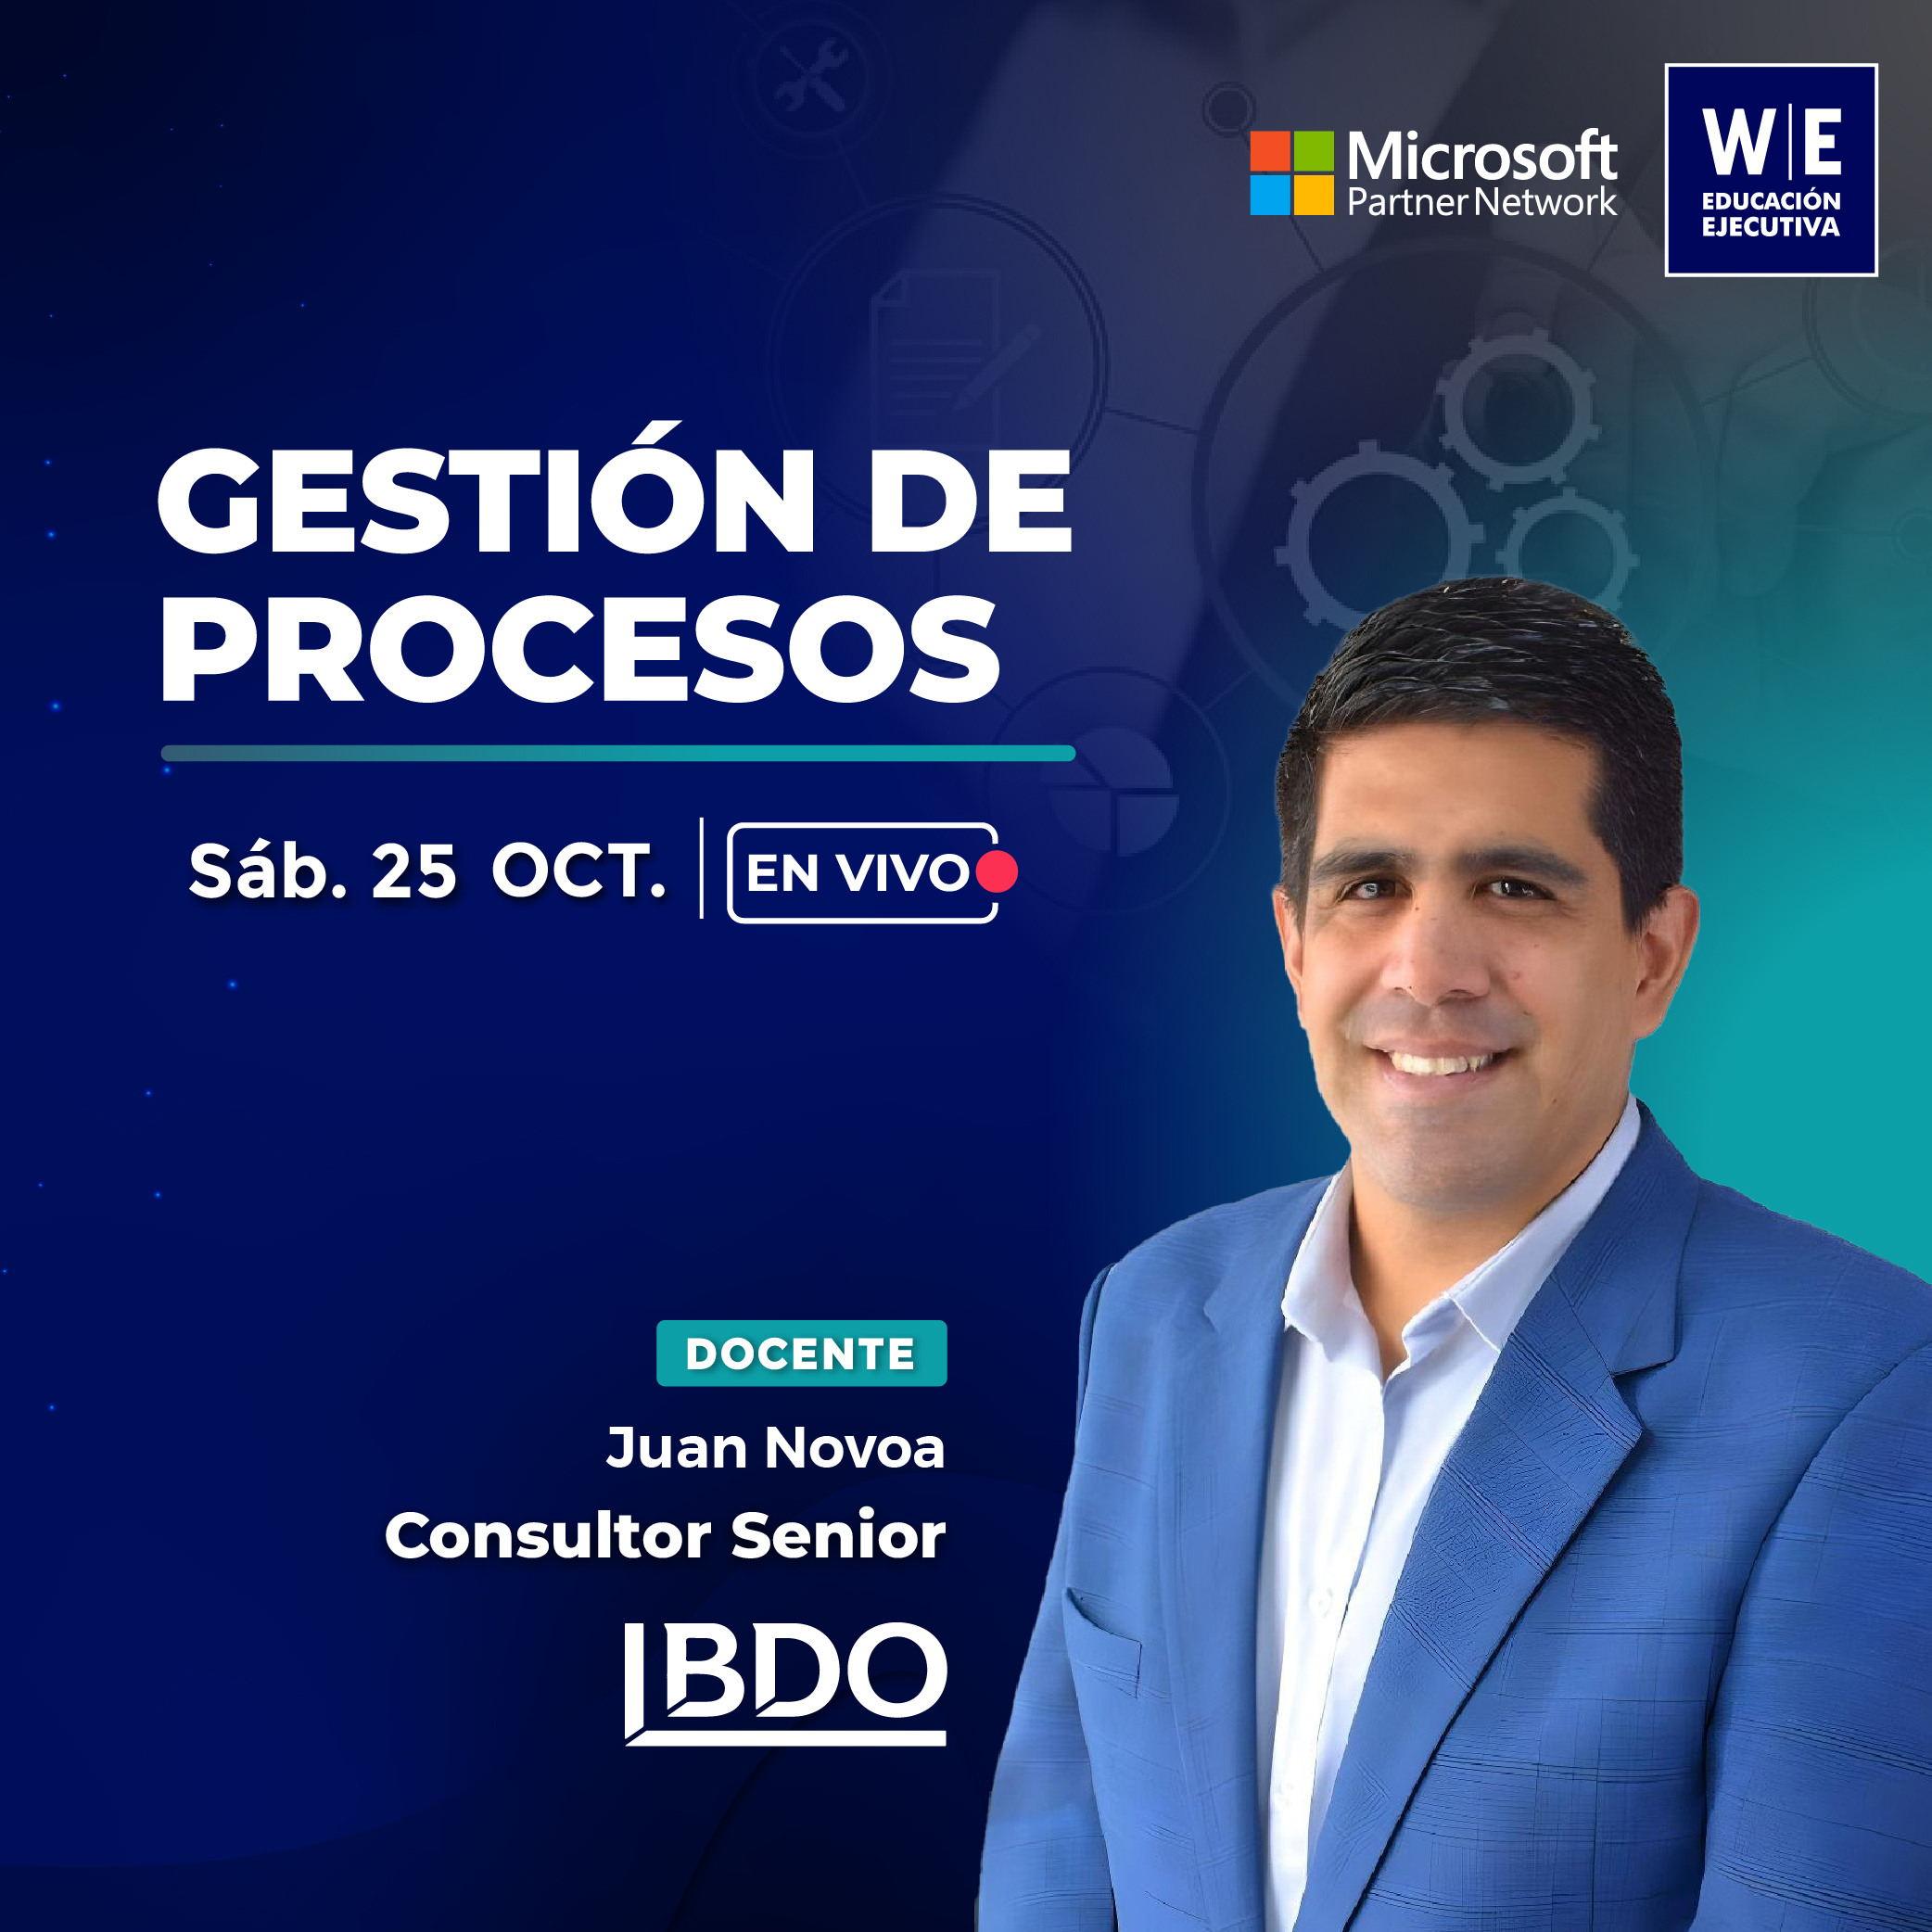 Microsoft
Partner Network
W|E
EDUCACIÓN
EJECUTIVA
GESTIÓN DE
PROCESOS
Sáb. 25 OCT. | EN VIVO
DOCENTE
Juan Novoa
Consultor Senior
BDO